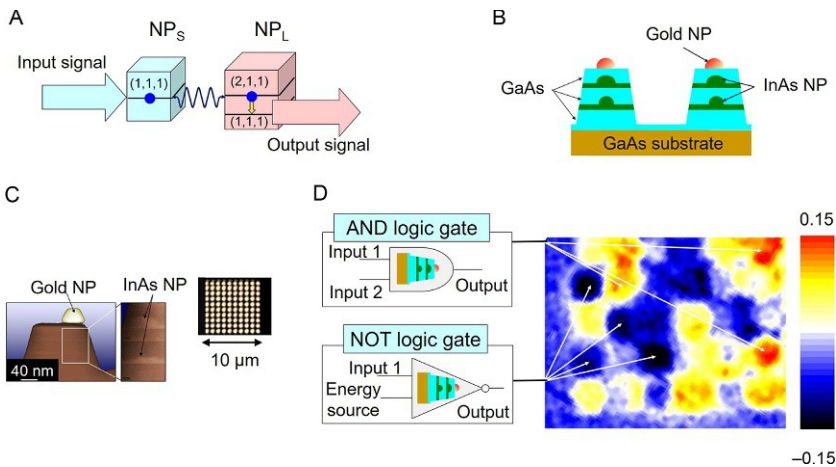 A
NP_S
NP_L
Input signal
(1,1,1)
(2,1,1)
(1,1,1)
Output signal
B
Gold NP
GaAs
InAs NP
GaAs substrate
C
Gold NP
InAs NP
40 nm
10 μm
D
AND logic gate
Input 1
Input 2
Output
NOT logic gate
Input 1
Energy
source
Output
0.15
–0.15